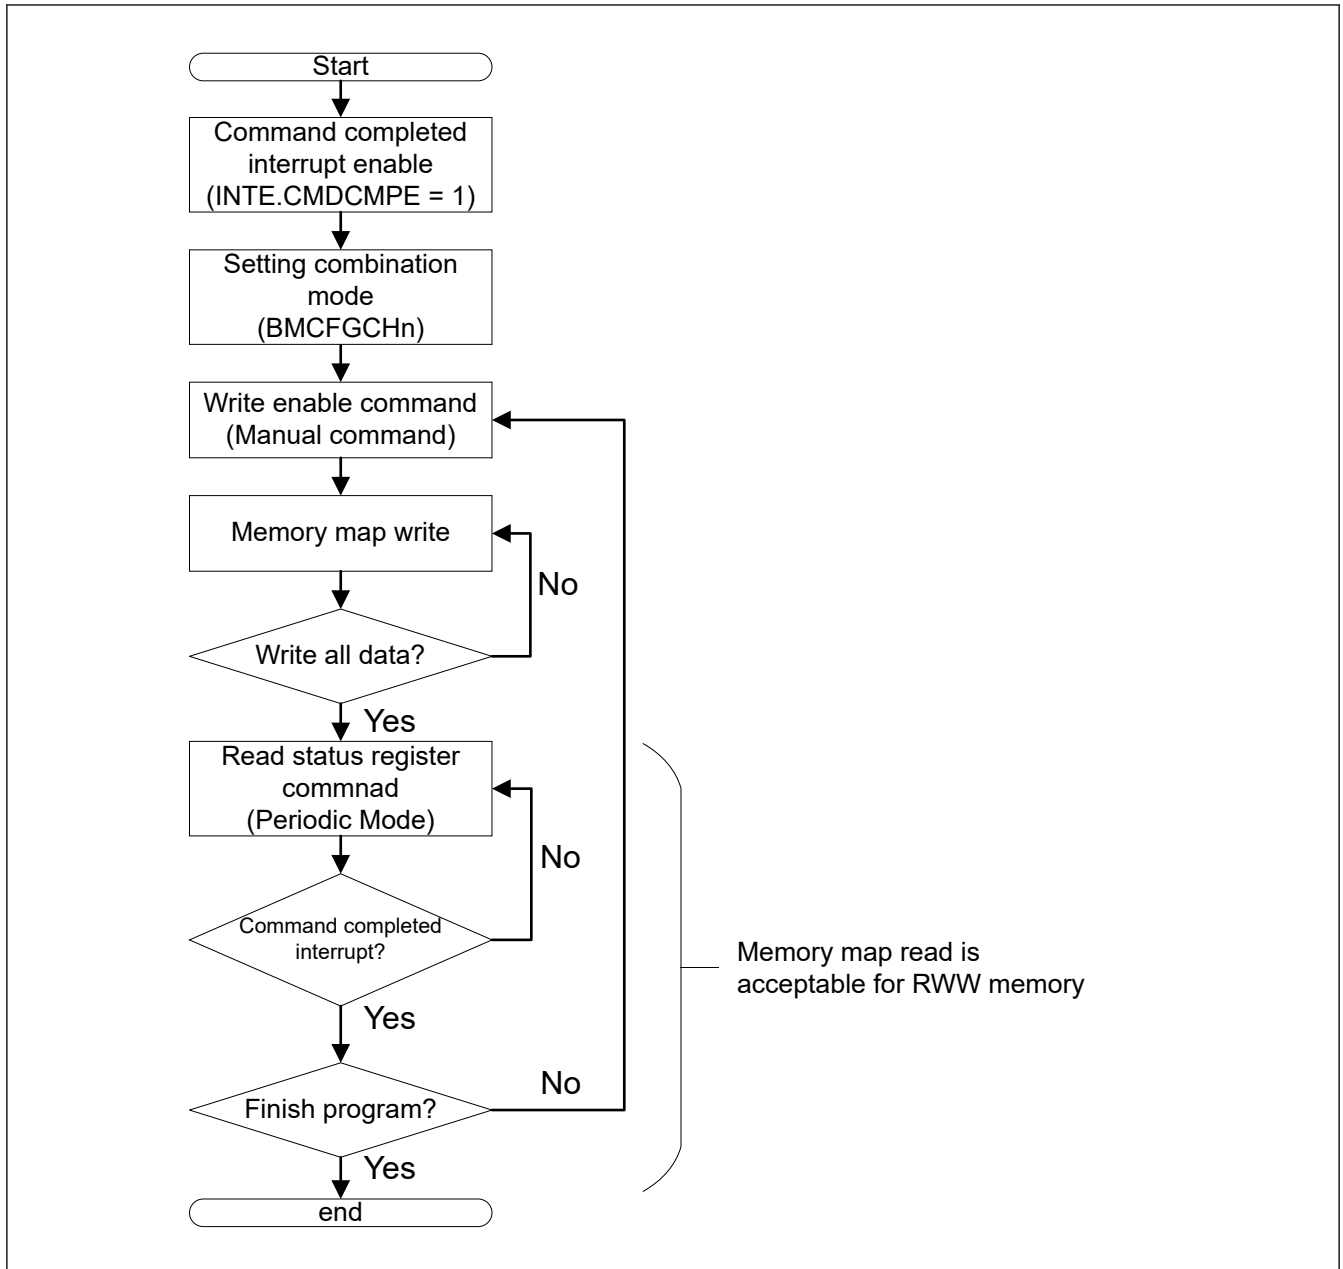 Start
Command completed
interrupt enable
(INTE.CMDCMPE = 1)
Setting combination
mode
(BMCFGCHn)
Write enable command
(Manual command)
Memory map write
No
Write all data?
Yes
Read status register
commnad
(Periodic Mode)
No
Command completed
interrupt?
Memory map read is
acceptable for RWW memory
Yes
No
Finish program?
Yes
end